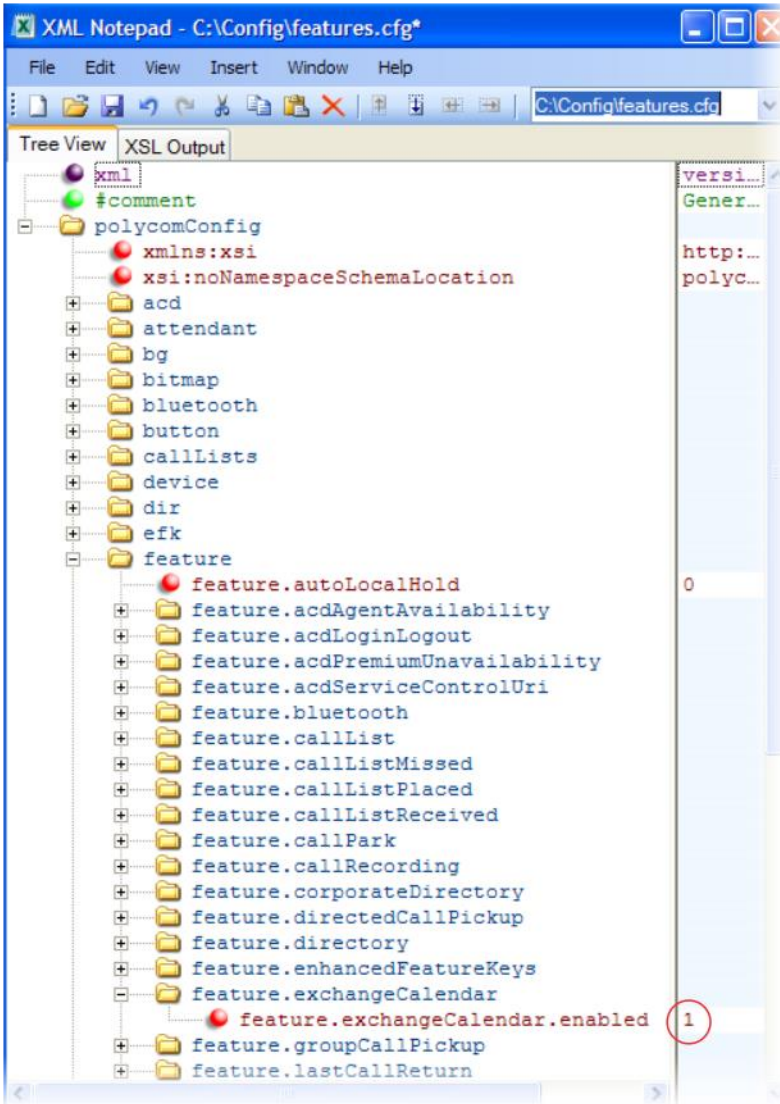 XML Notepad - C:\Config\features.cfg*
File Edit View Insert Window Help
C:\Config\features.cfg
Tree View XSL Output
xml versi...
#comment Gener...
polycomConfig
xmlns:xsi http:...
xsi:noNamespaceSchemaLocation polyc...
acd
attendant
bg
bitmap
bluetooth
button
callLists
device
dir
efk
feature
feature.autoLocalHold 0
feature.acdAgentAvailability
feature.acdLoginLogout
feature.acdPremiumUnavailability
feature.acdServiceControlUri
feature.bluetooth
feature.callList
feature.callListMissed
feature.callListPlaced
feature.callListReceived
feature.callPark
feature.callRecording
feature.corporateDirectory
feature.directedCallPickup
feature.directory
feature.enhancedFeatureKeys
feature.exchangeCalendar
feature.exchangeCalendar.enabled 1
feature.groupCallPickup
feature.lastCallReturn